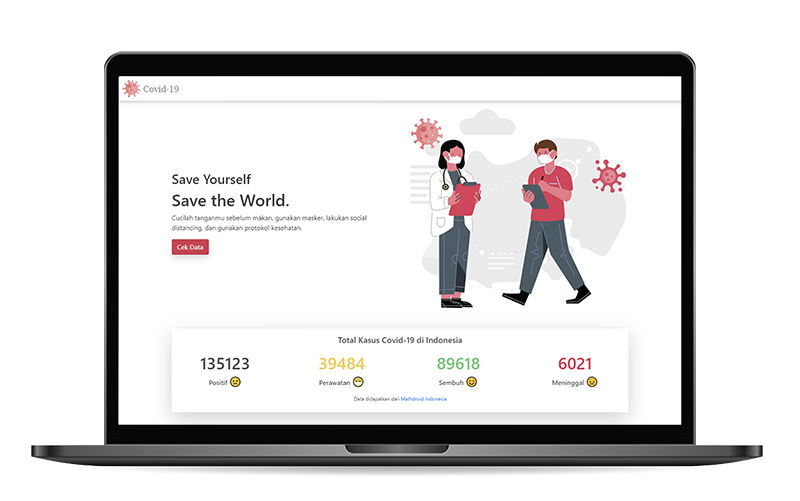 Covid-19
Save Yourself
Save the World.
Cucilah tanganmu sebelum makan, gunakan masker, lakukan social
distancing, dan gunakan protokol kesehatan.
Cek Data
Total Kasus Covid-19 di Indonesia
135123 39484 89618 6021
Positif Perawatan Sembuh Meninggal
Data didapatkan dari Mathdroid Indonesia